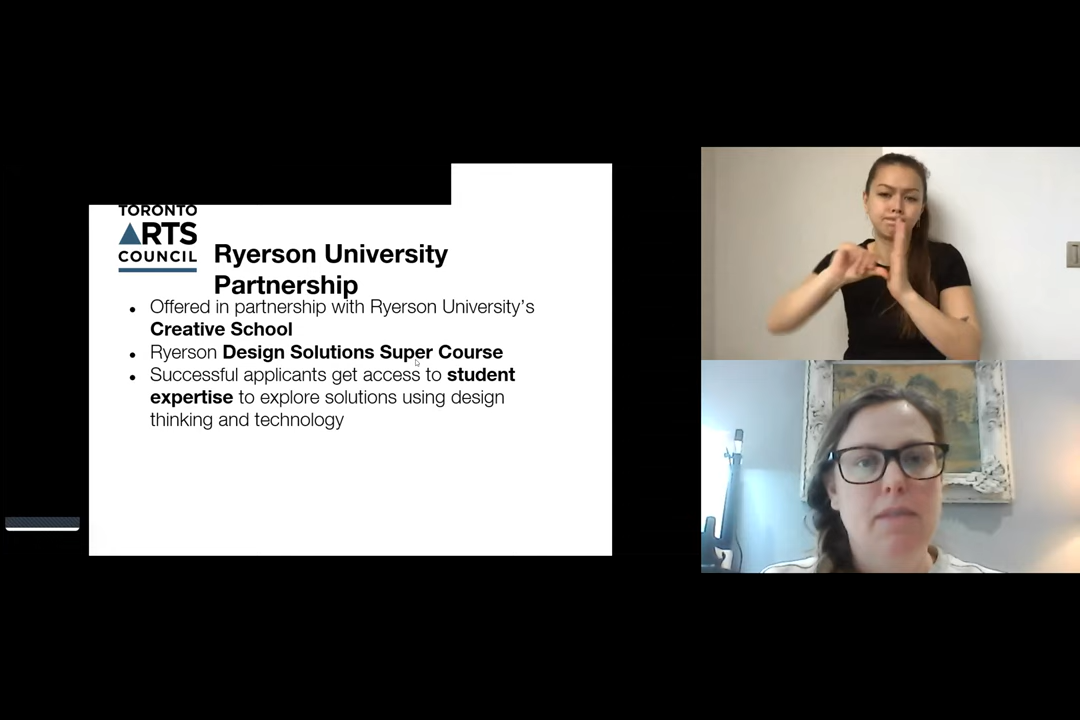 TORONTO
ARTS
COUNCIL
Ryerson University
Partnership
• Offered in partnership with Ryerson University’s
Creative School
• Ryerson Design Solutions Super Course
• Successful applicants get access to student
expertise to explore solutions using design
thinking and technology